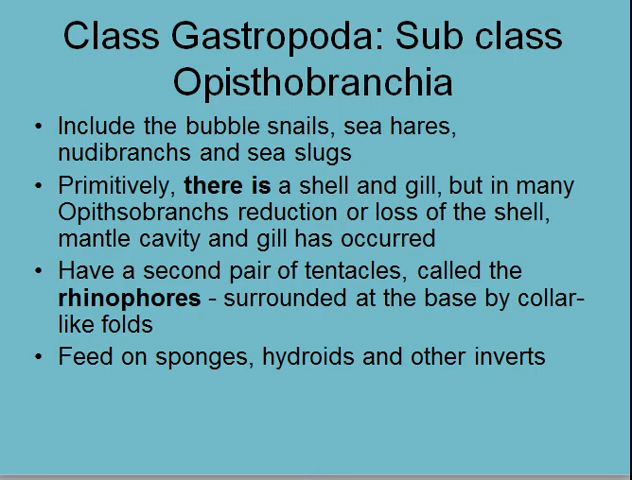 Class Gastropoda: Sub class
Opisthobranchia
• Include the bubble snails, sea hares,
nudibranchs and sea slugs
• Primitively, there is a shell and gill, but in many
Opithsobranchs reduction or loss of the shell,
mantle cavity and gill has occurred
• Have a second pair of tentacles, called the
rhinophores - surrounded at the base by collar-
like folds
• Feed on sponges, hydroids and other inverts